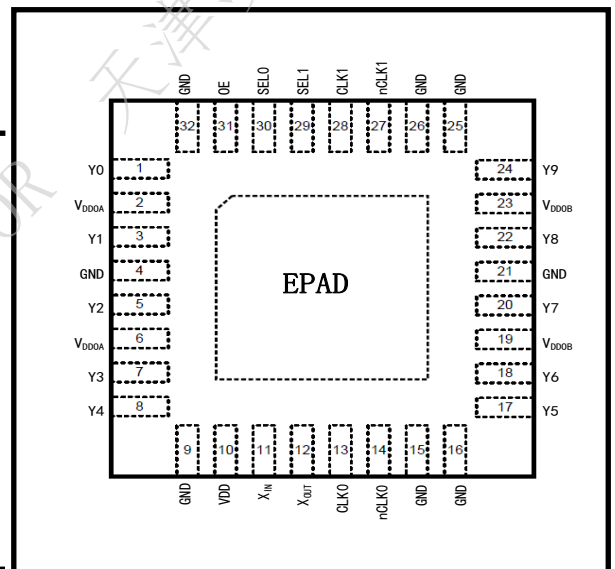 GND OE SEL0 SEL1 CLK1 nCLK1 GND GND
32 31 30 29 28 27 26 25
Y0 1 24 Y9
VDDOA 2 23 VDDOB
Y1 3 22 Y8
GND 4 21 GND
EPAD
Y2 5 20 Y7
VDDOA 6 19 VDDOB
Y3 7 18 Y6
Y4 8 17 Y5
9 10 11 12 13 14 15 16
GND VDD XIN XOUT CLK0 nCLK0 GND GND
天津
OR